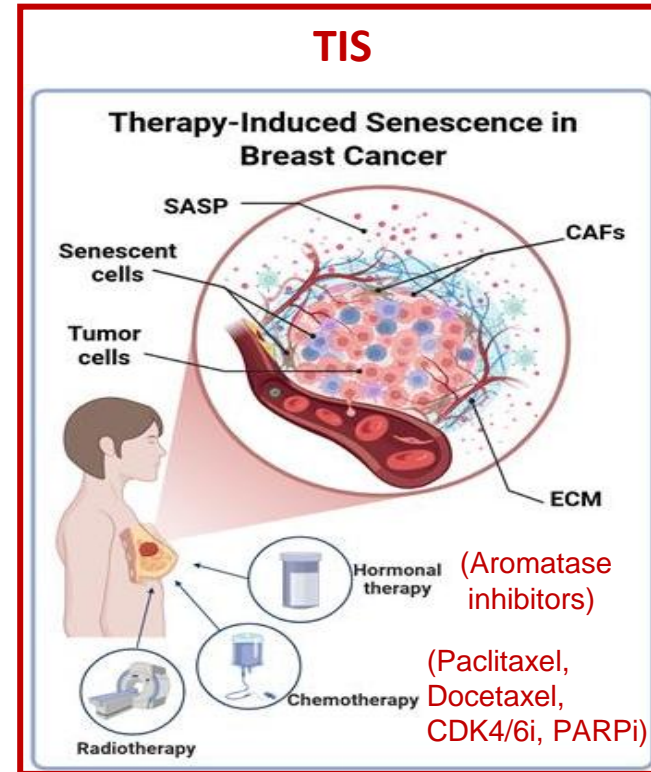 TIS
Therapy-Induced Senescence in
Breast Cancer
SASP
CAFs
Senescent
cells
Tumor
cells
ECM
Hormonal
therapy
(Aromatase
inhibitors)
Chemotherapy
(Paclitaxel,
Docetaxel,
CDK4/6i, PARPi)
Radiotherapy